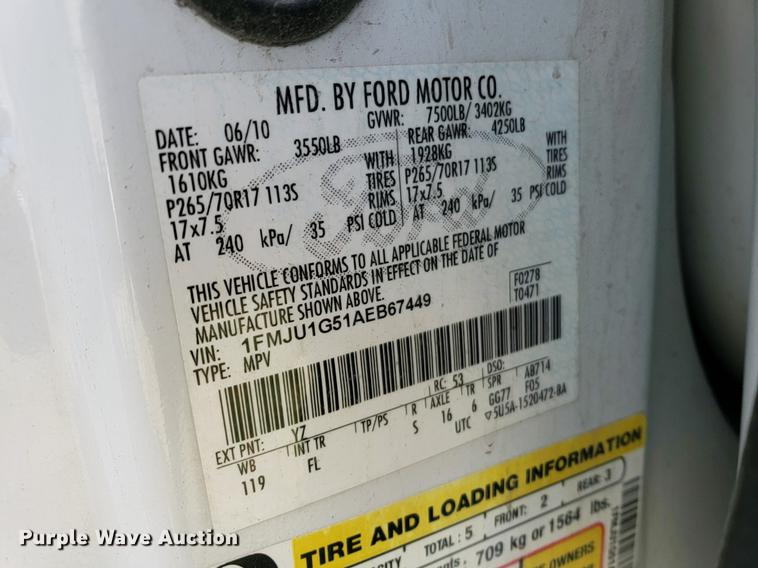 MFD. BY FORD MOTOR CO.
DATE: 06/10 GVWR: 7500LB/ 3402KG
FRONT GAWR: 3550LB REAR GAWR: 4250LB
1610KG WITH 1928KG WITH
P265/70R17 113S TIRES P265/70R17 113S TIRES
17x7.5 RIMS 17x7.5 RIMS
AT 240 kPa/ 35 PSI COLD AT 240 kPa/ 35 PSI COLD
Ford
THIS VEHICLE CONFORMS TO ALL APPLICABLE FEDERAL MOTOR
VEHICLE SAFETY STANDARDS IN EFFECT ON THE DATE OF
MANUFACTURE SHOWN ABOVE.
F0278
T0471
VIN: 1FMJU1G51AEB67449
TYPE: MPV
EXT PNT: YZ RC: 53 DSO:
WB INT TR TP/PS R AXLE TR SPR AB714
119 FL S 16 6 GG77 F05
UTC ▽5U5A-1520472-BA
TIRE AND LOADING INFORMATION
TOTAL: 5 FRONT: 2 REAR: 3
709 kg or 1564 lbs.
OWNERS
Purple Wave Auction